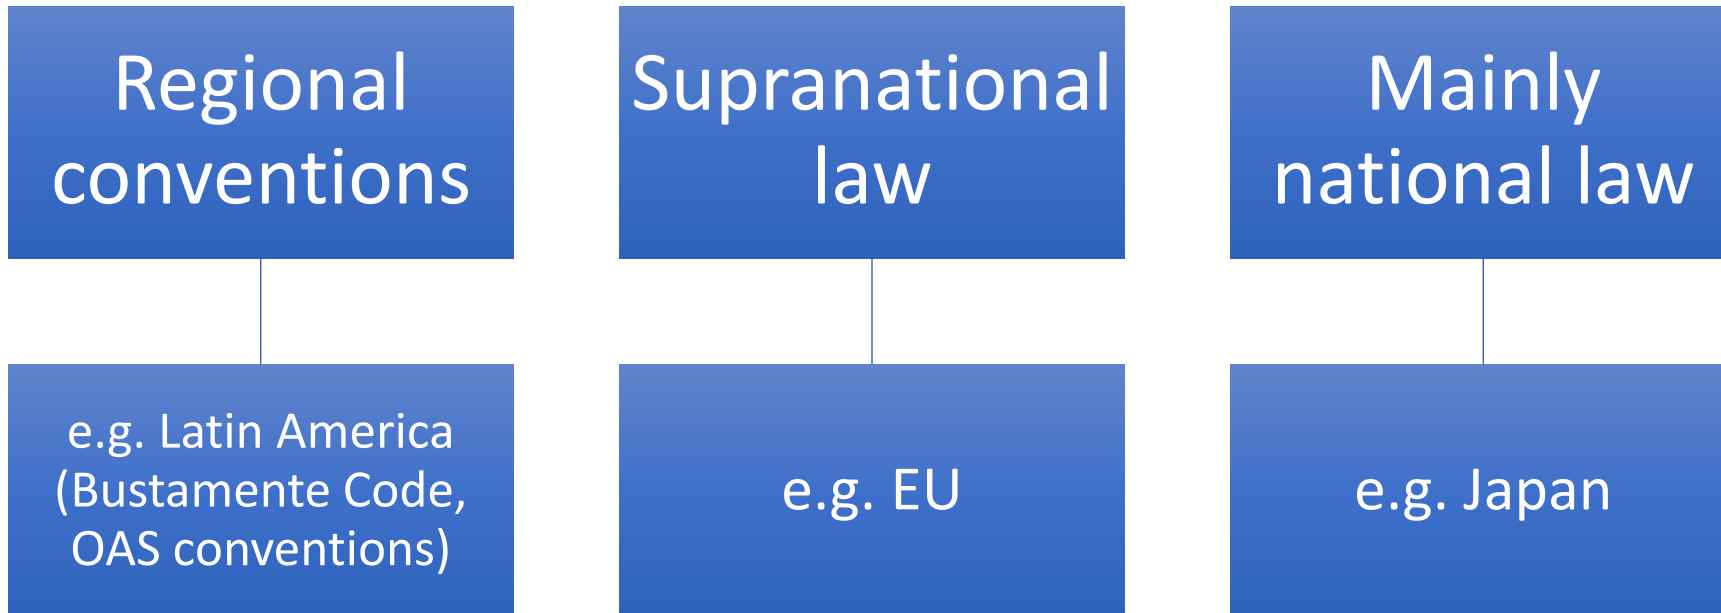 Regional
conventions
Supranational
law
Mainly
national law
e.g. Latin America
(Bustamente Code,
OAS conventions)
e.g. EU
e.g. Japan